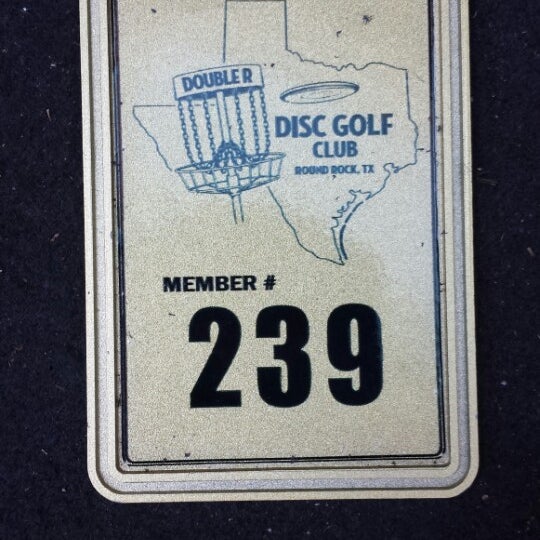 DOUBLE R
DISC GOLF
CLUB
ROUND ROCK, TX
MEMBER #
239